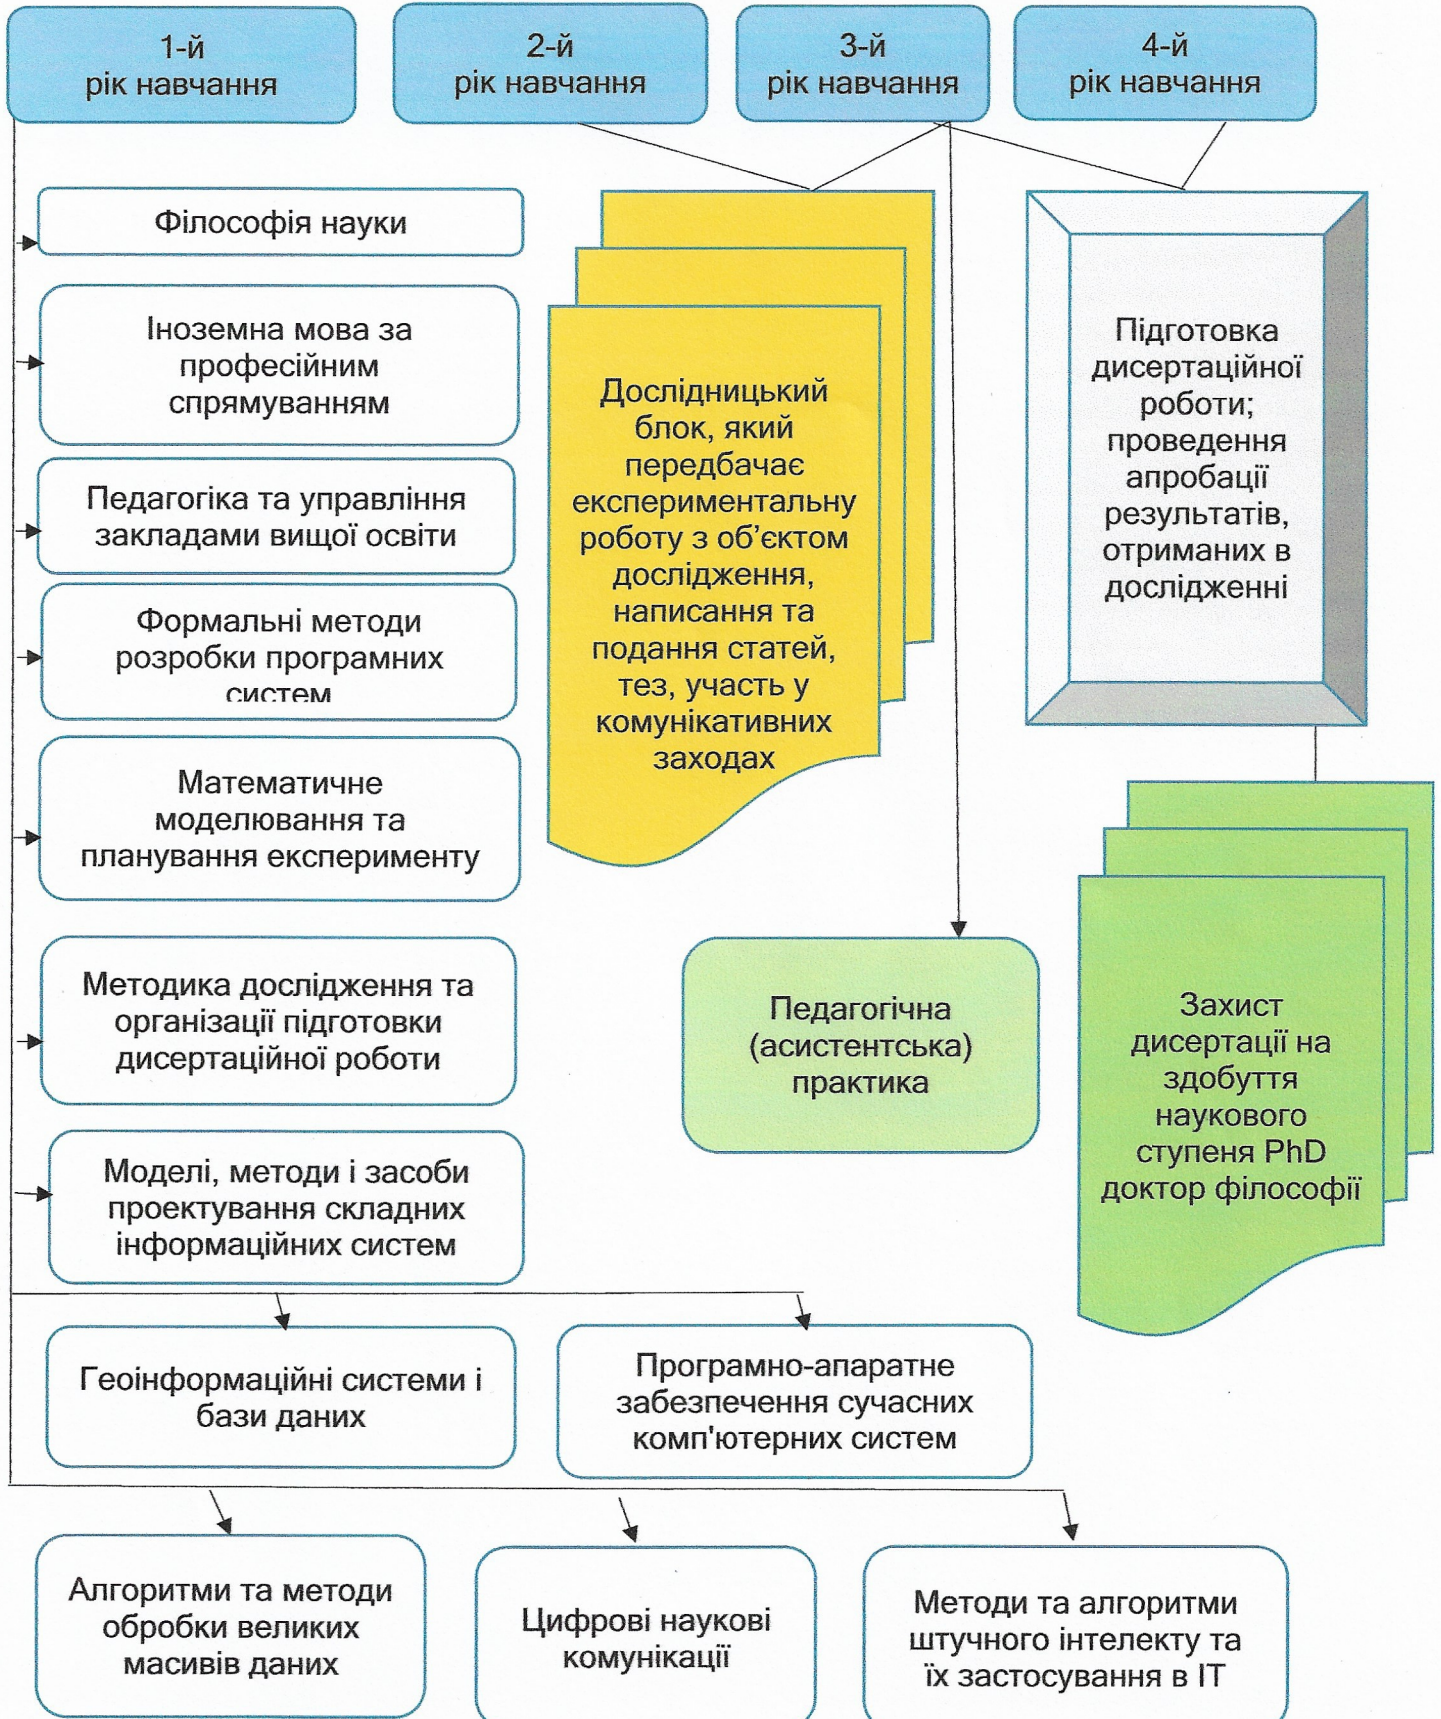 1-й
рік навчання
2-й
рік навчання
3-й
рік навчання
4-й
рік навчання
Філософія науки
Іноземна мова за
професійним
спрямуванням
Педагогіка та управління
закладами вищої освіти
Формальні методи
розробки програмних
систем
Математичне
моделювання та
планування експерименту
Методика дослідження та
організації підготовки
дисертаційної роботи
Моделі, методи і засоби
проектування складних
інформаційних систем
Дослідницький
блок, який
передбачає
експериментальну
роботу з об’єктом
дослідження,
написання та
подання статей,
тез, участь у
комунікативних
заходах
Підготовка
дисертаційної
роботи;
проведення
апробації
результатів,
отриманих в
дослідженні
Педагогічна
(асистентська)
практика
Захист
дисертації на
здобуття
наукового
ступеня PhD
доктор філософії
Геоінформаційні системи і
бази даних
Програмно-апаратне
забезпечення сучасних
комп'ютерних систем
Алгоритми та методи
обробки великих
масивів даних
Цифрові наукові
комунікації
Методи та алгоритми
штучного інтелекту та
їх застосування в ІТ